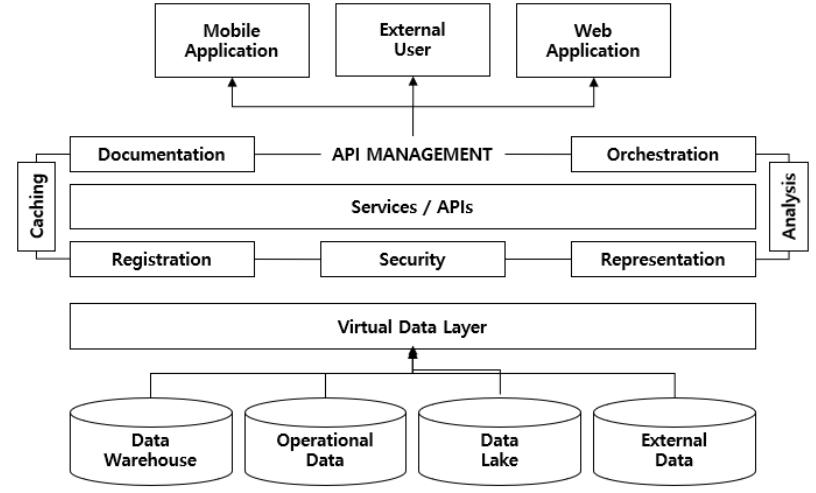 Mobile
Application
External
User
Web
Application
Documentation
API MANAGEMENT
Orchestration
Caching
Services / APIs
Analysis
Registration
Security
Representation
Virtual Data Layer
Data
Warehouse
Operational
Data
Data
Lake
External
Data